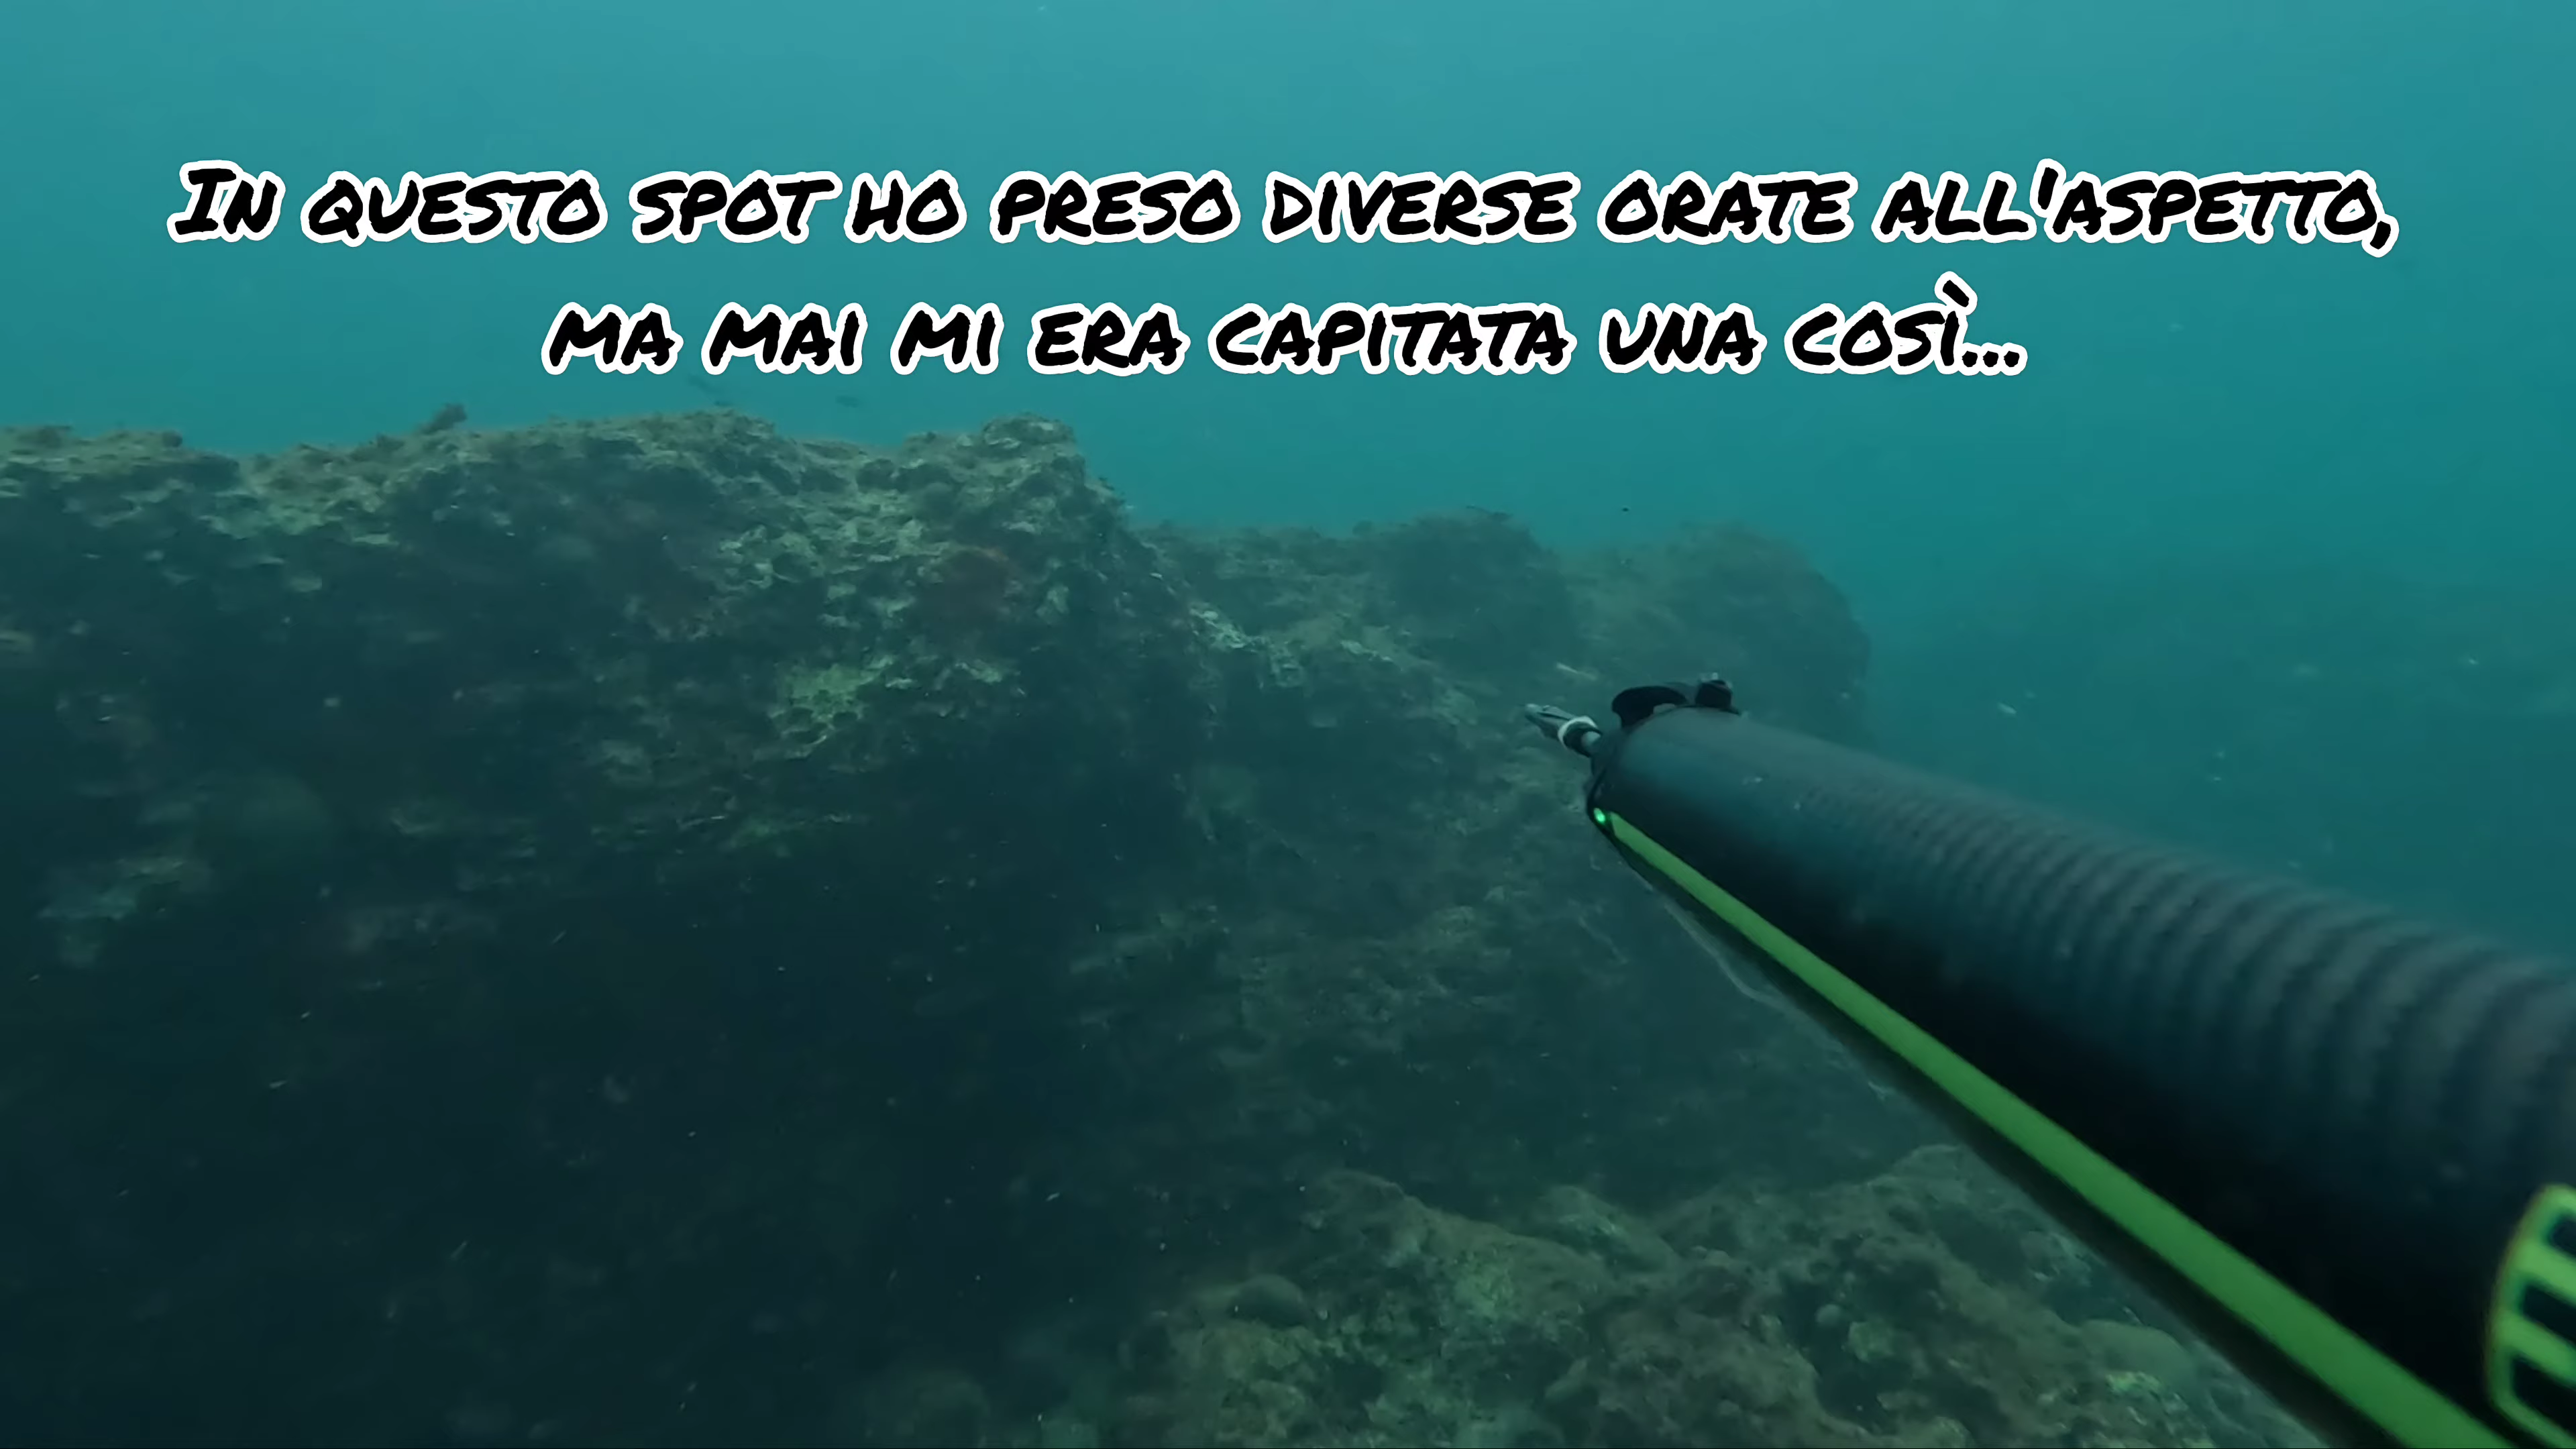 In questo spot ho preso diverse orate all'aspetto,
ma mai mi era capitata una così...